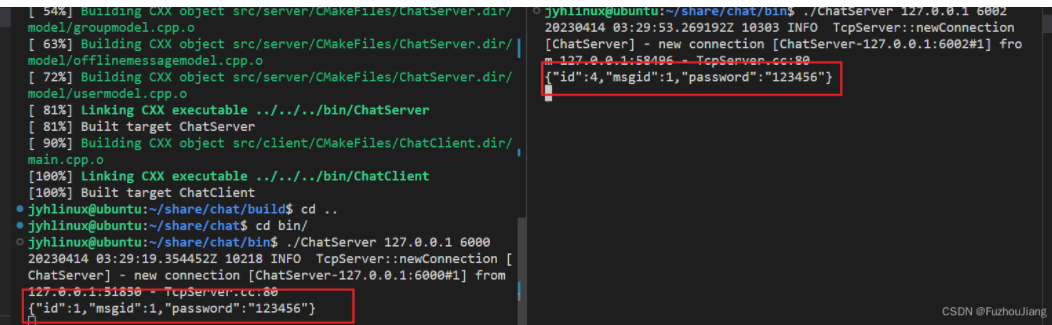 [ 54%] Building CXX object src/server/CMakeFiles/ChatServer.dir/
model/groupmodel.cpp.o
[ 63%] Building CXX object src/server/CMakeFiles/ChatServer.dir/
model/offlinemessagemodel.cpp.o
[ 72%] Building CXX object src/server/CMakeFiles/ChatServer.dir/
model/usermodel.cpp.o
[ 81%] Linking CXX executable ../../../bin/ChatServer
[ 81%] Built target ChatServer
[ 90%] Building CXX object src/client/CMakeFiles/ChatClient.dir/
main.cpp.o
[100%] Linking CXX executable ../../../bin/ChatClient
[100%] Built target ChatClient
jyhlinux@ubuntu:~/share/chat/build$ cd ..
jyhlinux@ubuntu:~/share/chat$ cd bin/
jyhlinux@ubuntu:~/share/chat/bin$ ./ChatServer 127.0.0.1 6000
20230414 03:29:19.354452Z 10218 INFO  TcpServer::newConnection [
ChatServer] - new connection [ChatServer-127.0.0.1:6000#1] from
127.0.0.1:51850 - TcpServer.cc:80
{"id":1,"msgid":1,"password":"123456"}
jyhlinux@ubuntu:~/share/chat/bin$ ./ChatServer 127.0.0.1 6002
20230414 03:29:53.269192Z 10303 INFO  TcpServer::newConnection
[ChatServer] - new connection [ChatServer-127.0.0.1:6002#1] fro
m 127.0.0.1:58496 - TcpServer.cc:80
{"id":4,"msgid":1,"password":"123456"}
CSDN @FuzhouJiang